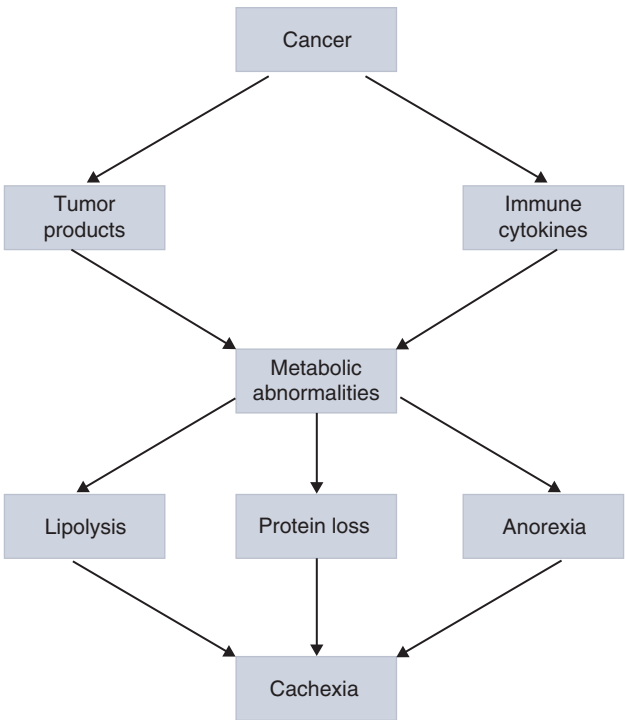 Cancer
Tumor
products
Immune
cytokines
Metabolic
abnormalities
Lipolysis
Protein loss
Anorexia
Cachexia